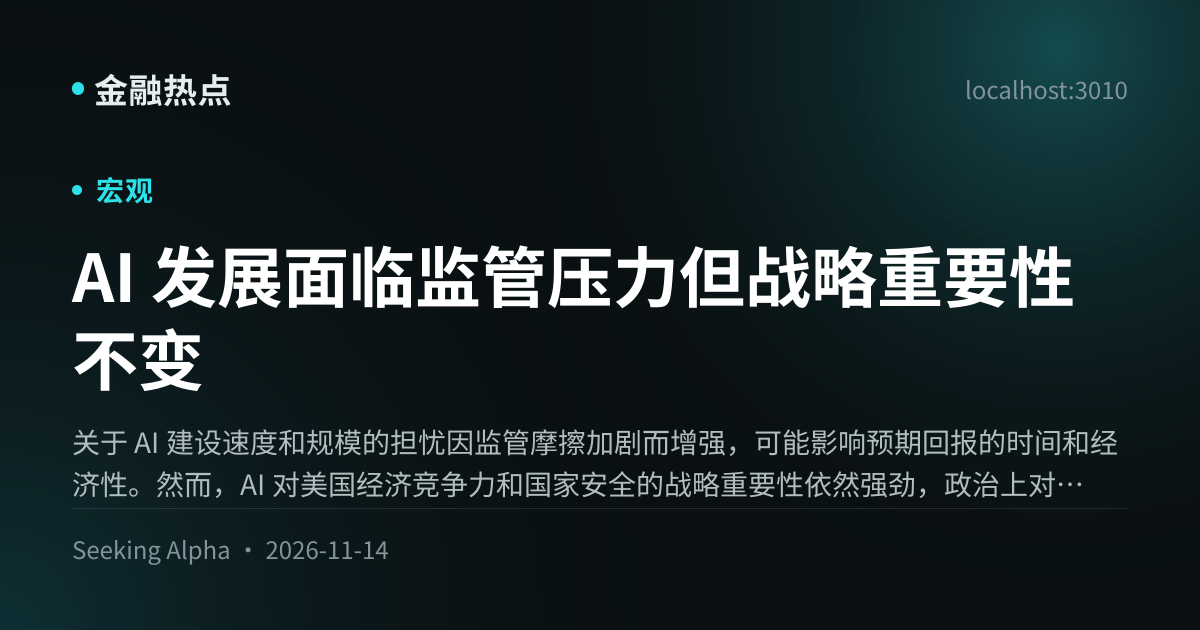 金融热点
localhost:3010
宏观
AI 发展面临监管压力但战略重要性
不变
关于 AI 建设速度和规模的担忧因监管摩擦加剧而增强，可能影响预期回报的时间和经
济性。然而，AI 对美国经济竞争力和国家安全的战略重要性依然强劲，政治上对…
Seeking Alpha · 2026-11-14